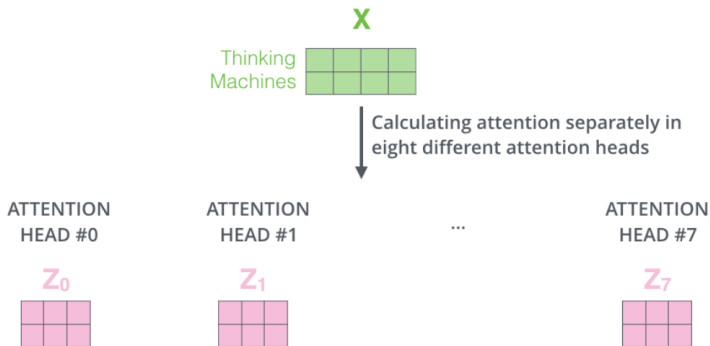 X
Thinking
Machines
Calculating attention separately in
eight different attention heads
ATTENTION
HEAD #0
ATTENTION
HEAD #1
...
ATTENTION
HEAD #7
Z₀
Z₁
Z₇